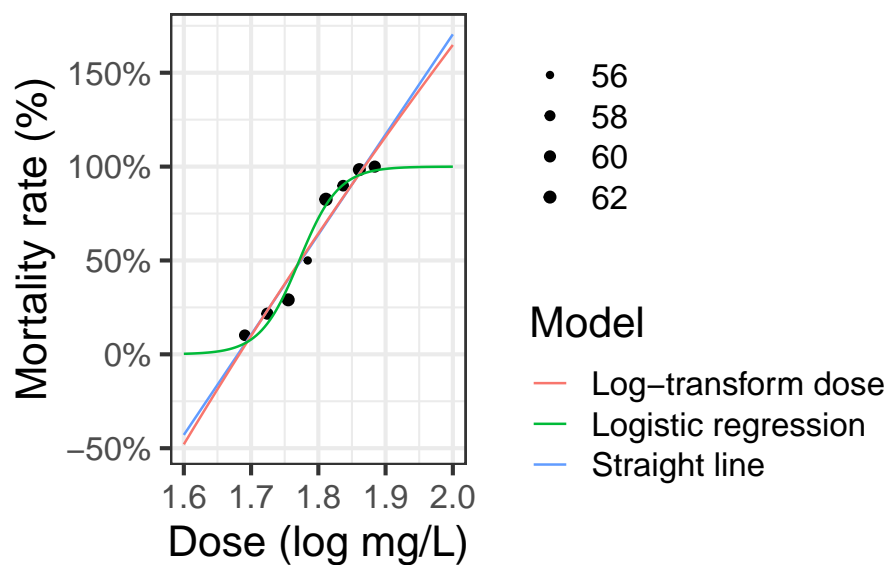 Mortality rate (%)
150%
100%
50%
0%
−50%
1.6 1.7 1.8 1.9 2.0
Dose (log mg/L)
56
58
60
62
Model
Log−transform dose
Logistic regression
Straight line